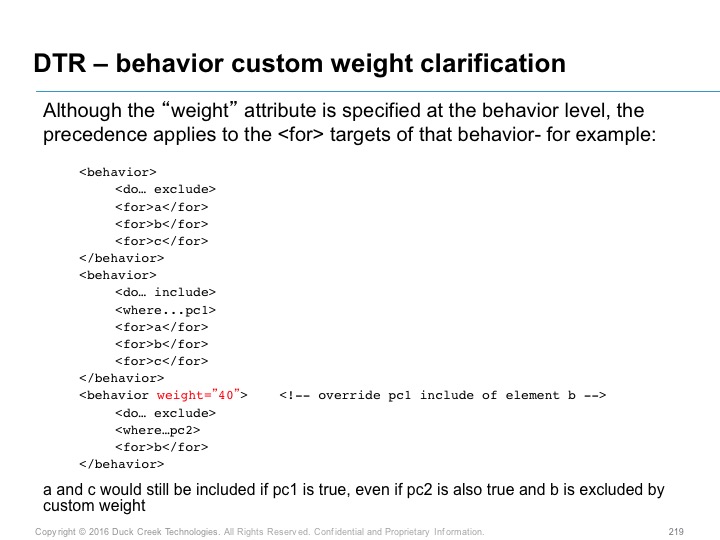 DTR – behavior custom weight clarification
Although the “weight” attribute is specified at the behavior level, the
precedence applies to the <for> targets of that behavior- for example:
<behavior>
<do… exclude>
<for>a</for>
<for>b</for>
<for>c</for>
</behavior>
<behavior>
<do… include>
<where...pc1>
<for>a</for>
<for>b</for>
<for>c</for>
</behavior>
<behavior weight=”40”> <!-- override pc1 include of element b -->
<do… exclude>
<where…pc2>
<for>b</for>
</behavior>
a and c would still be included if pc1 is true, even if pc2 is also true and b is excluded by
custom weight
Copyright © 2016 Duck Creek Technologies. All Rights Reserved. Confidential and Proprietary Information. 219